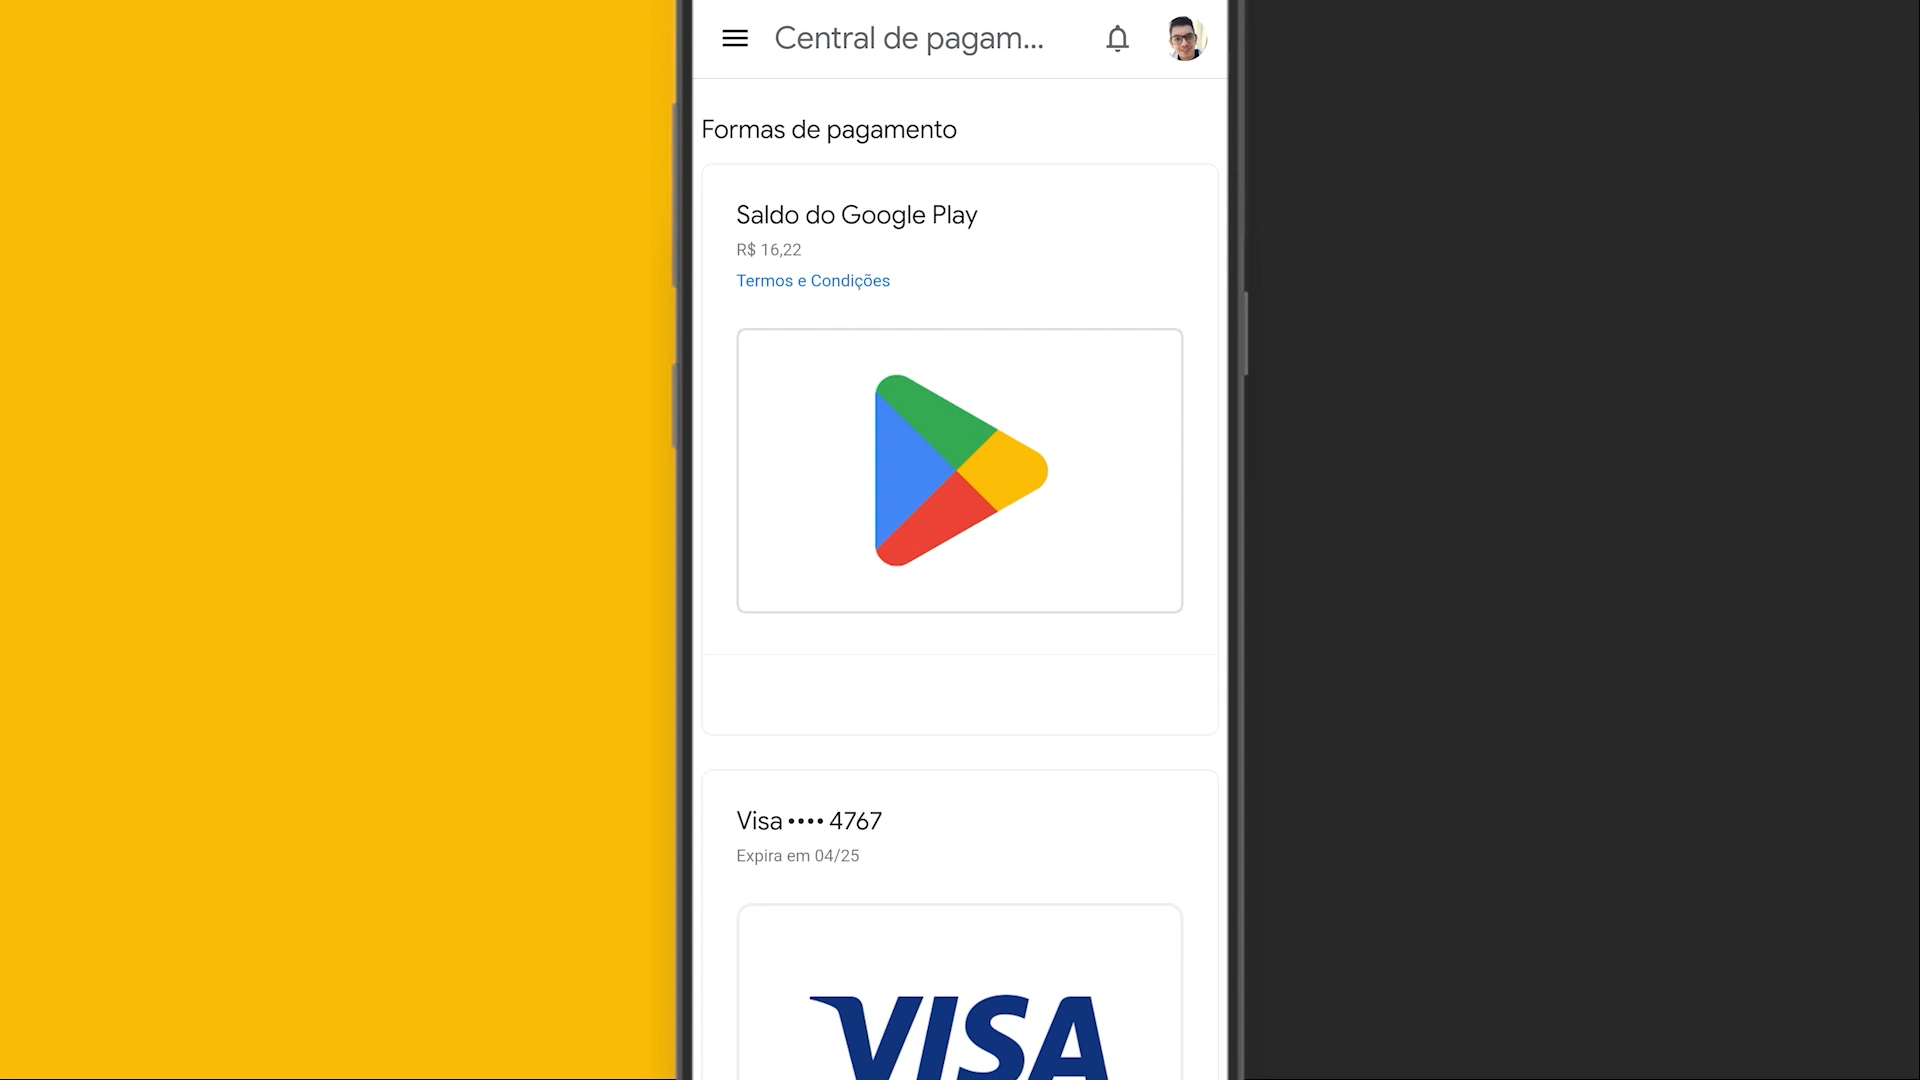 Central de pagam...
Formas de pagamento
Saldo do Google Play
R$ 16,22
Termos e Condições
Visa •••• 4767
Expira em 04/25
VISA